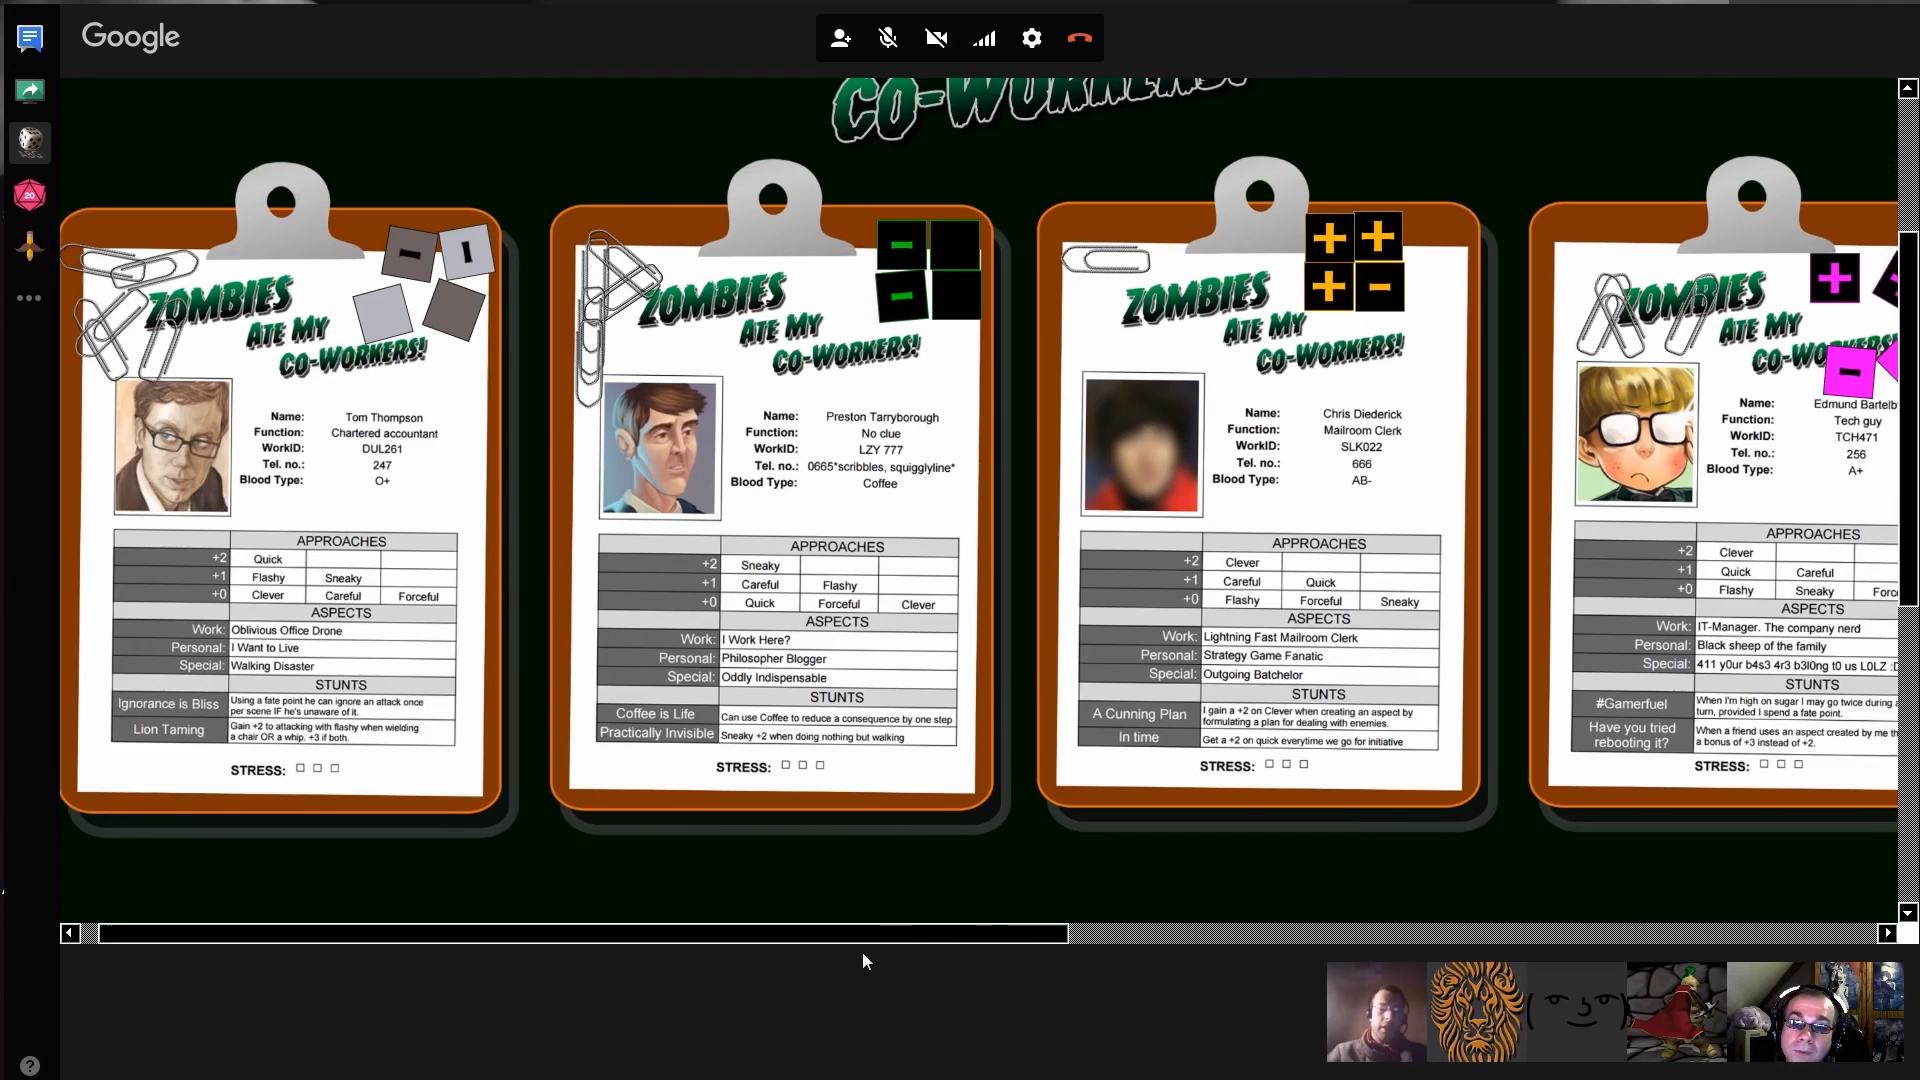 Google
CO-WORKERS!
ZOMBIES
ATE MY
CO-WORKERS!
Name: Tom Thompson
Function: Chartered accountant
WorkID: DUL261
Tel. no.: 247
Blood Type: O+
APPROACHES
+2 Quick
+1 Flashy Sneaky
+0 Clever Careful Forceful
ASPECTS
Work: Oblivious Office Drone
Personal: I Want to Live
Special: Walking Disaster
STUNTS
Ignorance is Bliss Using a fate point he can ignore an attack once
per scene IF he's unaware of it.
Lion Taming Gain +2 to attacking with flashy when wielding
a chair OR a whip. +3 if both.
STRESS:
ZOMBIES
ATE MY
CO-WORKERS!
Name: Preston Tarryborough
Function: No clue
WorkID: LZY 777
Tel. no.: 0665*scribbles, squigglyline*
Blood Type: Coffee
APPROACHES
+2 Sneaky
+1 Careful Flashy
+0 Quick Forceful Clever
ASPECTS
Work: I Work Here?
Personal: Philosopher Blogger
Special: Oddly Indispensable
STUNTS
Coffee is Life Can use Coffee to reduce a consequence by one step
Practically Invisible Sneaky +2 when doing nothing but walking
STRESS:
ZOMBIES
ATE MY
CO-WORKERS!
Name: Chris Diederick
Function: Mailroom Clerk
WorkID: SLK022
Tel. no.: 666
Blood Type: AB-
APPROACHES
+2 Clever
+1 Careful Quick
+0 Flashy Forceful Sneaky
ASPECTS
Work: Lightning Fast Mailroom Clerk
Personal: Strategy Game Fanatic
Special: Outgoing Batchelor
STUNTS
A Cunning Plan I gain a +2 on Clever when creating an aspect by
formulating a plan for dealing with enemies.
In time Get a +2 on quick everytime we go for initiative
STRESS:
ZOMBIES
ATE MY
CO-WORKERS!
Name: Edmund Bartelb
Function: Tech guy
WorkID: TCH471
Tel. no.: 256
Blood Type: A+
APPROACHES
+2 Clever
+1 Quick Careful
+0 Flashy Sneaky Forc
ASPECTS
Work: IT-Manager. The company nerd
Personal: Black sheep of the family
Special: 411 y0ur b4s3 4r3 b3l0ng t0 us L0LZ :D
STUNTS
#Gamerfuel When I'm high on sugar I may go twice during a
turn, provided I spend a fate point.
Have you tried
rebooting it? When a friend uses an aspect created by me th
a bonus of +3 instead of +2.
STRESS: